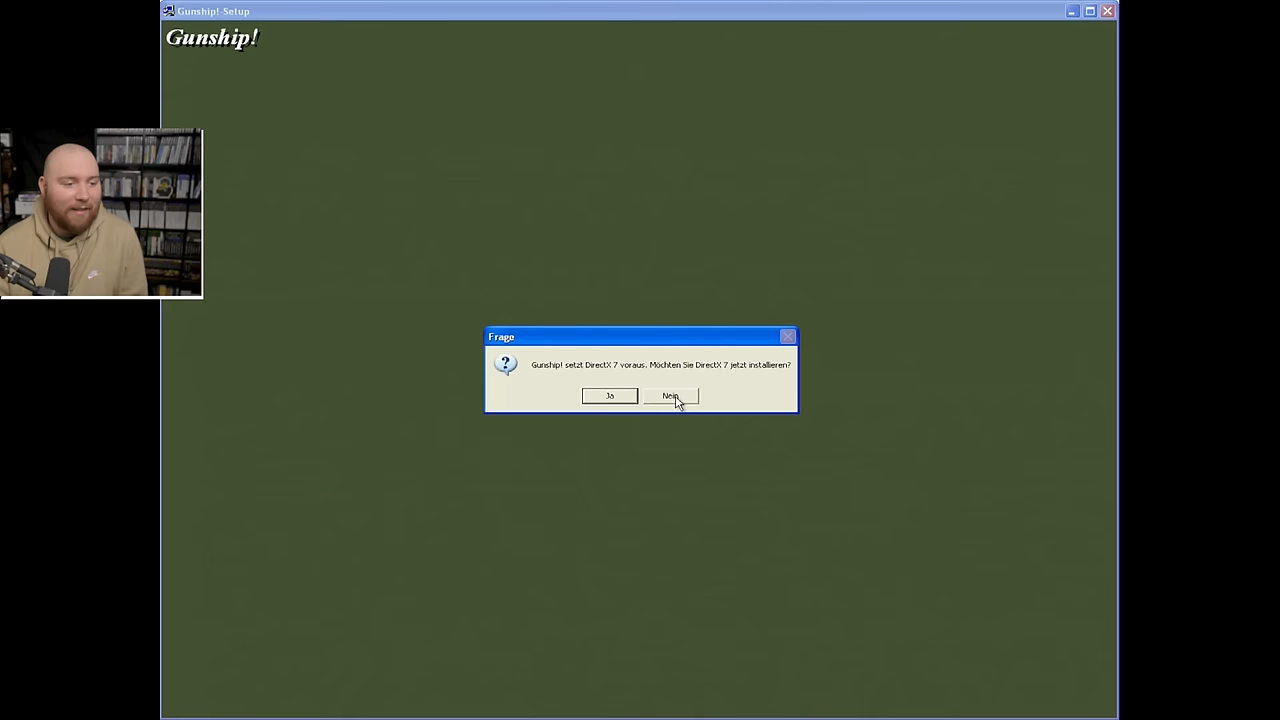 Gunship!-Setup
Gunship!
Frage
Gunship! setzt DirectX 7 voraus. Möchten Sie DirectX 7 jetzt installieren?
Ja
Nein